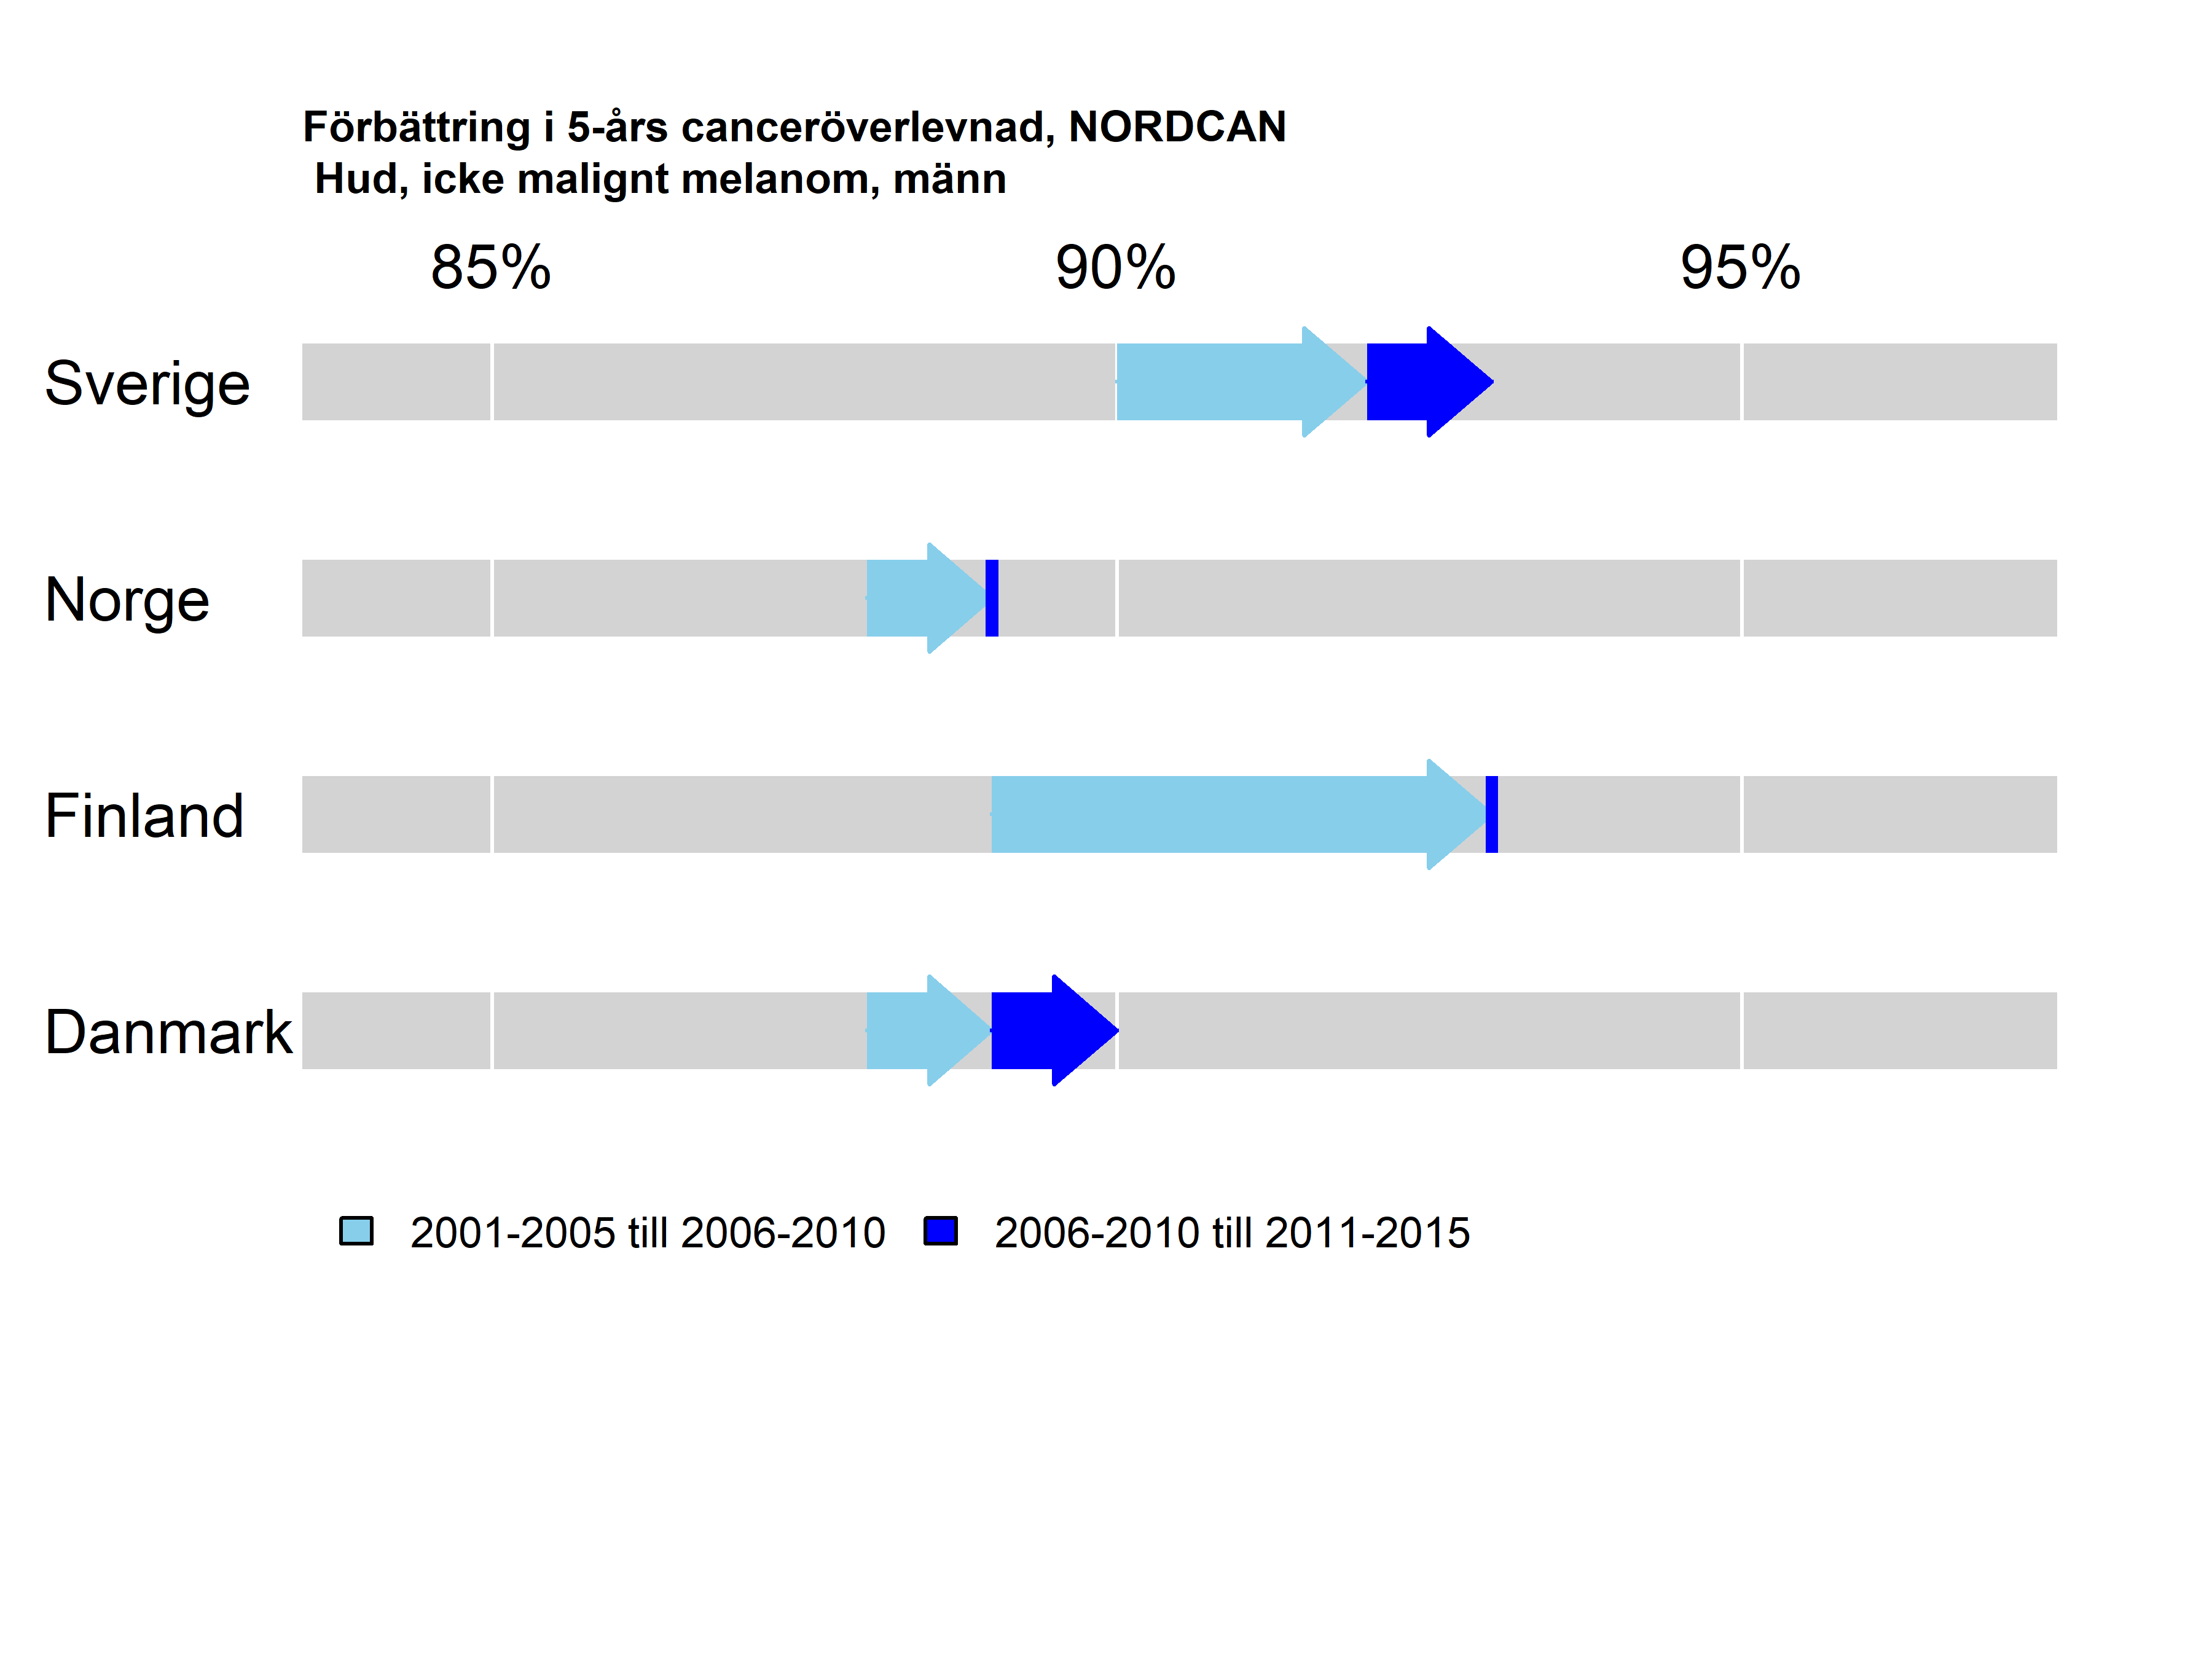 Förbättring i 5-års canceröverlevnad, NORDCAN
Hud, icke malignt melanom, männ
85% 90% 95%
Sverige
Norge
Finland
Danmark
2001-2005 till 2006-2010 2006-2010 till 2011-2015